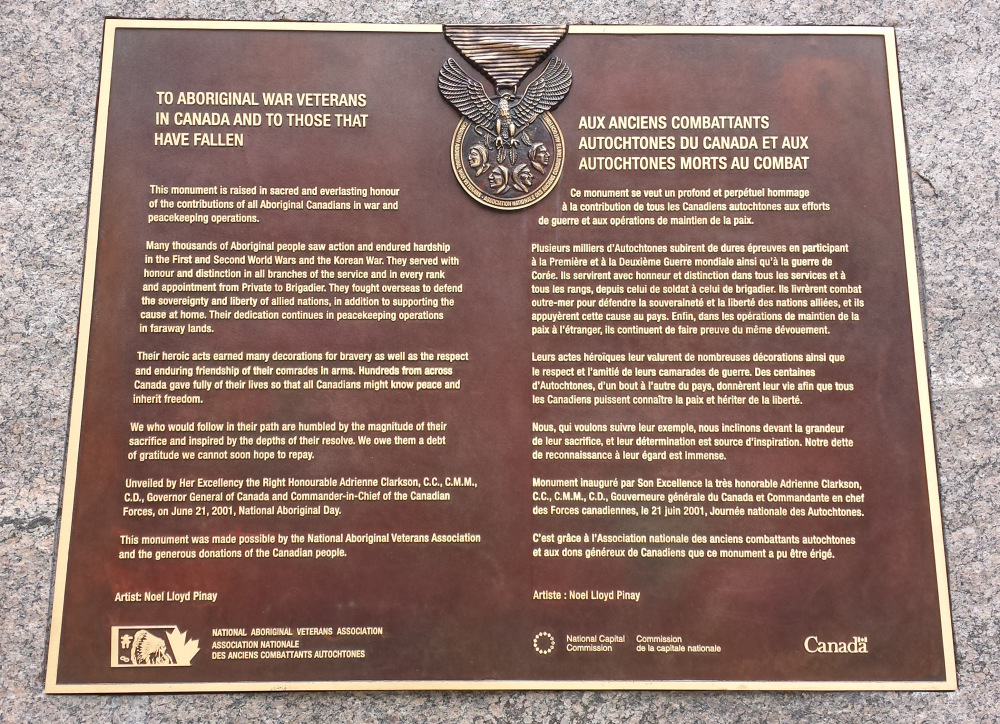 TO ABORIGINAL WAR VETERANS
IN CANADA AND TO THOSE THAT
HAVE FALLEN
This monument is raised in sacred and everlasting honour
of the contributions of all Aboriginal Canadians in war and
peacekeeping operations.
Many thousands of Aboriginal people saw action and endured hardship
in the First and Second World Wars and the Korean War. They served with
honour and distinction in all branches of the service and in every rank
and appointment from Private to Brigadier. They fought overseas to defend
the sovereignty and liberty of allied nations, in addition to supporting the
cause at home. Their dedication continues in peacekeeping operations
in faraway lands.
Their heroic acts earned many decorations for bravery as well as the respect
and enduring friendship of their comrades in arms. Hundreds from across
Canada gave fully of their lives so that all Canadians might know peace and
inherit freedom.
We who would follow in their path are humbled by the magnitude of their
sacrifice and inspired by the depths of their resolve. We owe them a debt
of gratitude we cannot soon hope to repay.
Unveiled by Her Excellency the Right Honourable Adrienne Clarkson, C.C., C.M.M.,
C.D., Governor General of Canada and Commander-in-Chief of the Canadian
Forces, on June 21, 2001, National Aboriginal Day.
This monument was made possible by the National Aboriginal Veterans Association
and the generous donations of the Canadian people.
Artist: Noel Lloyd Pinay
NATIONAL ABORIGINAL VETERANS ASSOCIATION
ASSOCIATION NATIONALE
DES ANCIENS COMBATTANTS AUTOCHTONES
AUX ANCIENS COMBATTANTS
AUTOCHTONES DU CANADA ET AUX
AUTOCHTONES MORTS AU COMBAT
Ce monument se veut un profond et perpétuel hommage
à la contribution de tous les Canadiens autochtones aux efforts
de guerre et aux opérations de maintien de la paix.
Plusieurs milliers d'Autochtones subirent de dures épreuves en participant
à la Première et à la Deuxième Guerre mondiale ainsi qu'à la guerre de
Corée. Ils servirent avec honneur et distinction dans tous les services et à
tous les rangs, depuis celui de soldat à celui de brigadier. Ils livrèrent combat
outre-mer pour défendre la souveraineté et la liberté des nations alliées, et ils
appuyèrent cette cause au pays. Enfin, dans les opérations de maintien de la
paix à l'étranger, ils continuent de faire preuve du même dévouement.
Leurs actes héroïques leur valurent de nombreuses décorations ainsi que
le respect et l'amitié de leurs camarades de guerre. Des centaines
d'Autochtones, d'un bout à l'autre du pays, donnèrent leur vie afin que tous
les Canadiens puissent connaître la paix et hériter de la liberté.
Nous, qui voulons suivre leur exemple, nous inclinons devant la grandeur
de leur sacrifice, et leur détermination est source d'inspiration. Notre dette
de reconnaissance à leur égard est immense.
Monument inauguré par Son Excellence la très honorable Adrienne Clarkson,
C.C., C.M.M., C.D., Gouverneure générale du Canada et Commandante en chef
des Forces canadiennes, le 21 juin 2001, Journée nationale des Autochtones.
C'est grâce à l'Association nationale des anciens combattants autochtones
et aux dons généreux de Canadiens que ce monument a pu être érigé.
Artiste : Noel Lloyd Pinay
National Capital Commission
Commission de la capitale nationale
Canada